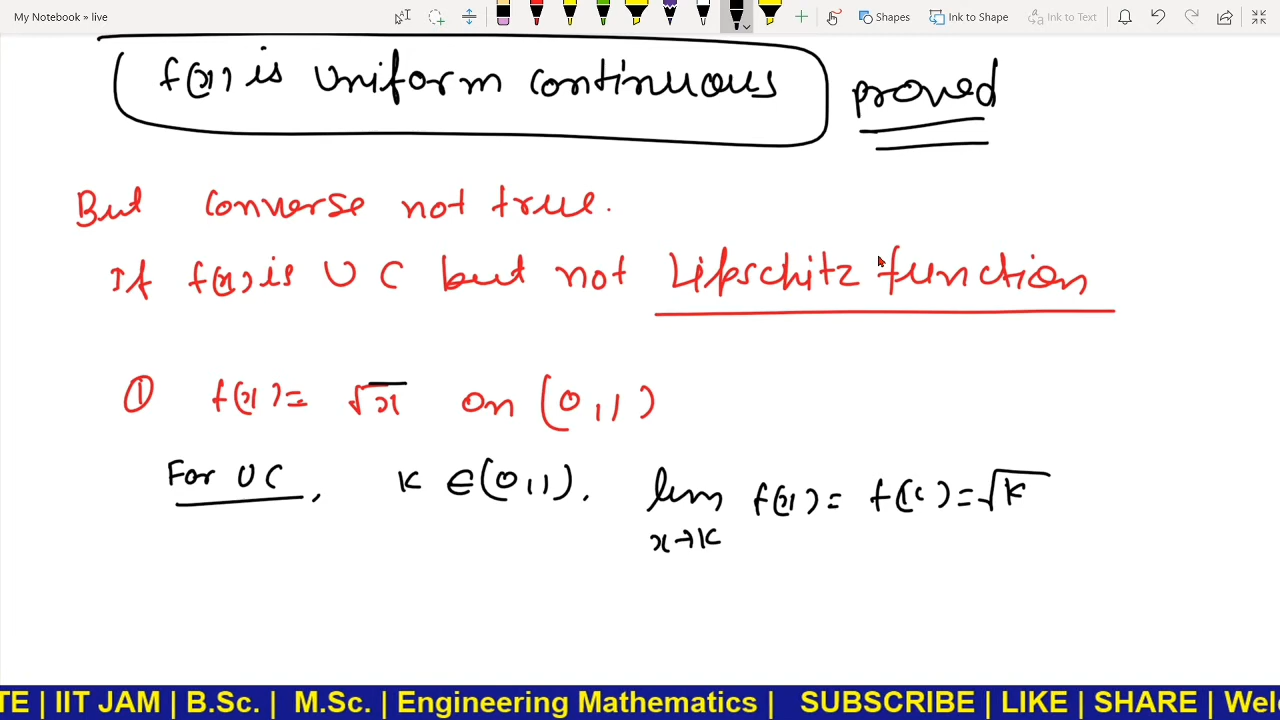 My Notebook » live
Shapes
Ink to Shape
Ink to Text
f(x) is uniform continuous proved
But converse not true.
If f(x) is UC but not Lipschitz function
① f(x) = √x on (0,1)
For UC, k ∈ (0,1). lim x→k f(x) = f(k) = √k
TE | IIT JAM | B.Sc. | M.Sc. | Engineering Mathematics | SUBSCRIBE | LIKE | SHARE | Wel